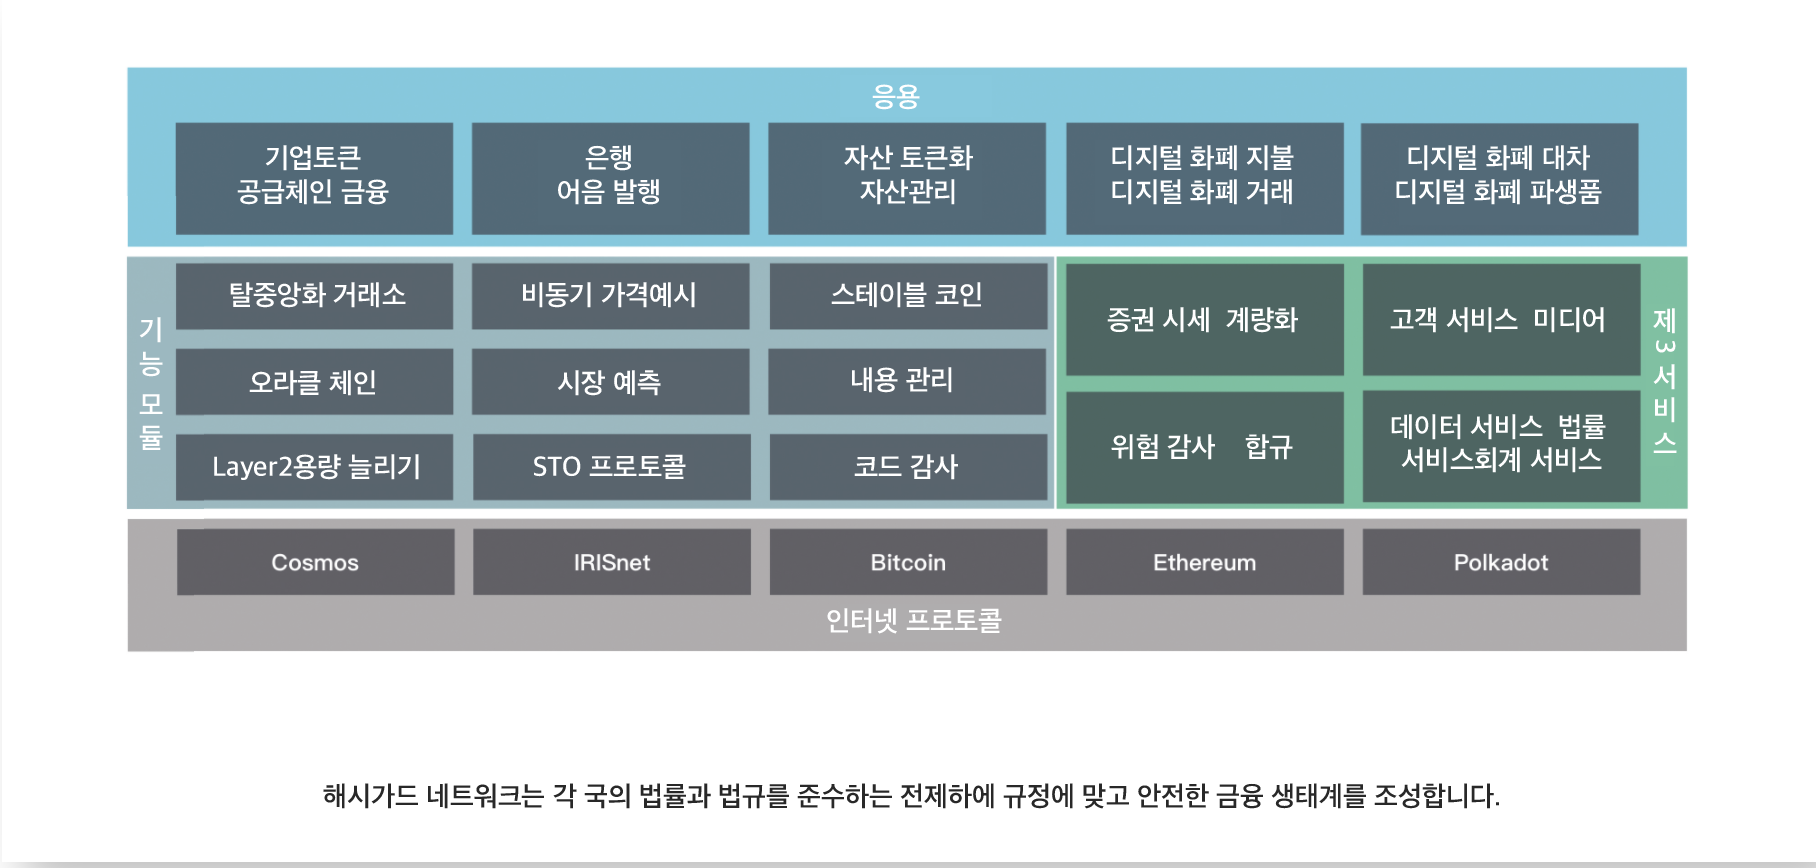 응용
기업토큰
공급체인 금융
은행
어음 발행
자산 토큰화
자산관리
디지털 화폐 지불
디지털 화폐 거래
디지털 화폐 대차
디지털 화폐 파생품
기능모듈
탈중앙화 거래소
비동기 가격예시
스테이블 코인
오라클 체인
시장 예측
내용 관리
Layer2용량 늘리기
STO 프로토콜
코드 감사
증권 시세 계량화
고객 서비스 미디어
위험 감사 합규
데이터 서비스 법률
서비스회계 서비스
제3서비스
Cosmos
IRISnet
Bitcoin
Ethereum
Polkadot
인터넷 프로토콜
해시가드 네트워크는 각 국의 법률과 법규를 준수하는 전제하에 규정에 맞고 안전한 금융 생태계를 조성합니다.